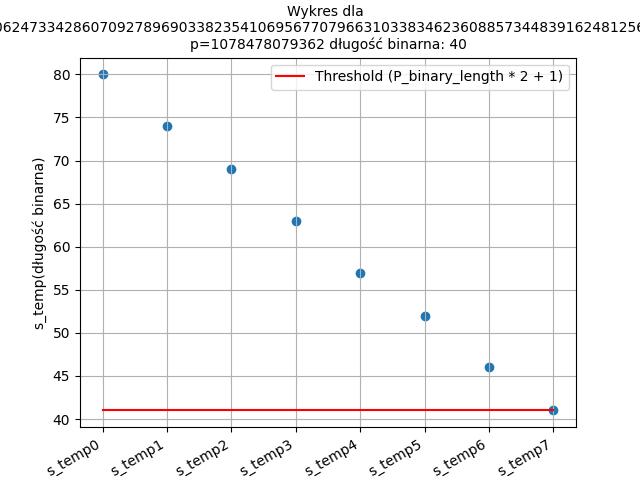 Wykres dla
p=1078478079362 długość binarna: 40
Threshold (P_binary_length * 2 + 1)
s_temp(długość binarna)
80
75
70
65
60
55
50
45
40
s_temp0
s_temp1
s_temp2
s_temp3
s_temp4
s_temp5
s_temp6
s_temp7